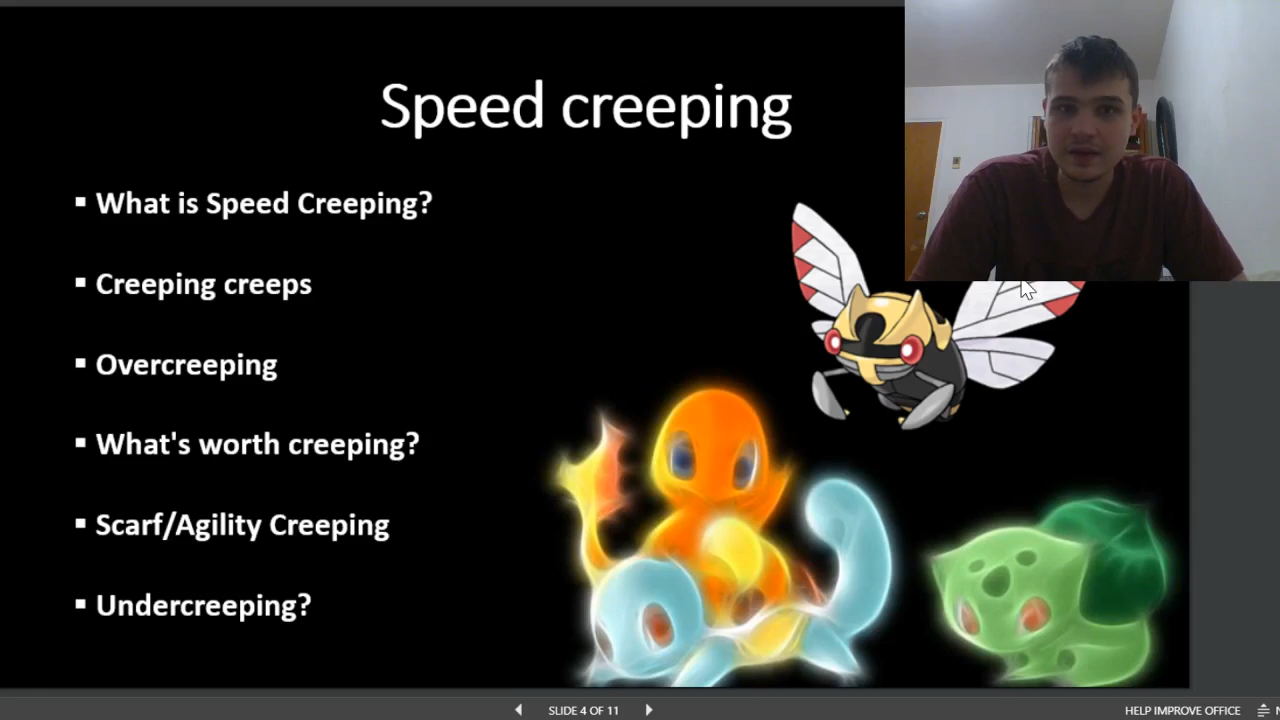 Speed creeping
▪ What is Speed Creeping?
▪ Creeping creeps
▪ Overcreeping
▪ What's worth creeping?
▪ Scarf/Agility Creeping
▪ Undercreeping?
SLIDE 4 OF 11
HELP IMPROVE OFFICE